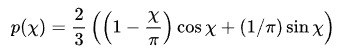 p(χ) = 2/3 ((1 − χ/π) cos χ + (1/π) sin χ)